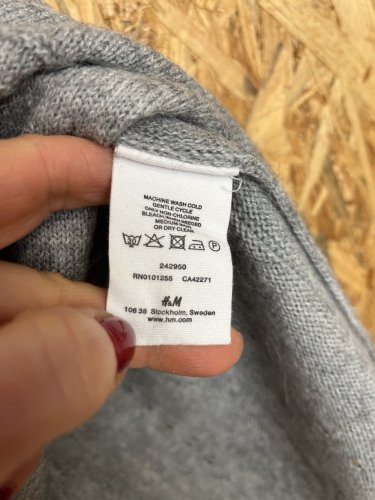 MACHINE WASH COLD
GENTLE CYCLE
ONLY NON-CHLORINE
BLEACH WHEN NEEDED
MEDIUM IRON
OR DRY CLEAN
242950
RN0101255 CA42271
H&M
106 38 Stockholm, Sweden
www.hm.com